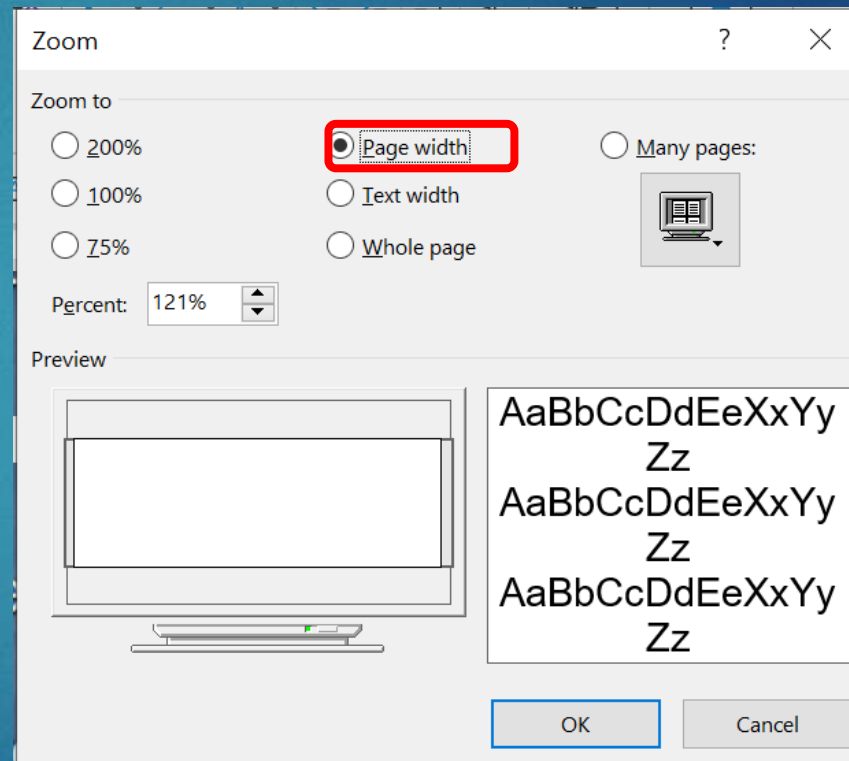 Zoom ?
Zoom to
200% Page width Many pages:
100% Text width
75% Whole page
Percent: 121%
Preview
AaBbCcDdEeXxYy
Zz
AaBbCcDdEeXxYy
Zz
AaBbCcDdEeXxYy
Zz
OK Cancel